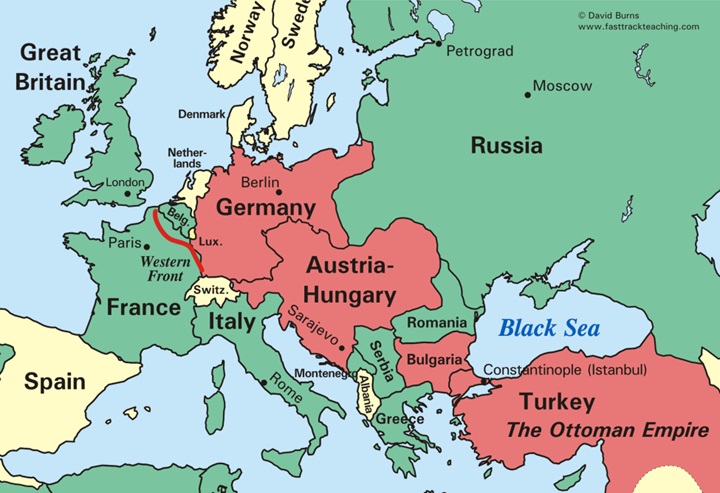 © David Burns
www.fasttrackteaching.com
Great
Britain
Norway
Swede
Petrograd
Moscow
Denmark
Russia
Nether-
lands
London
Berlin
Germany
Belg.
Lux.
Paris
Western
Front
Austria-
Hungary
Switz.
France
Italy
Sarajevo
Romania
Black Sea
Serbia
Bulgaria
Spain
Rome
Montenegro
Albania
Constantinople (Istanbul)
Greece
Turkey
The Ottoman Empire